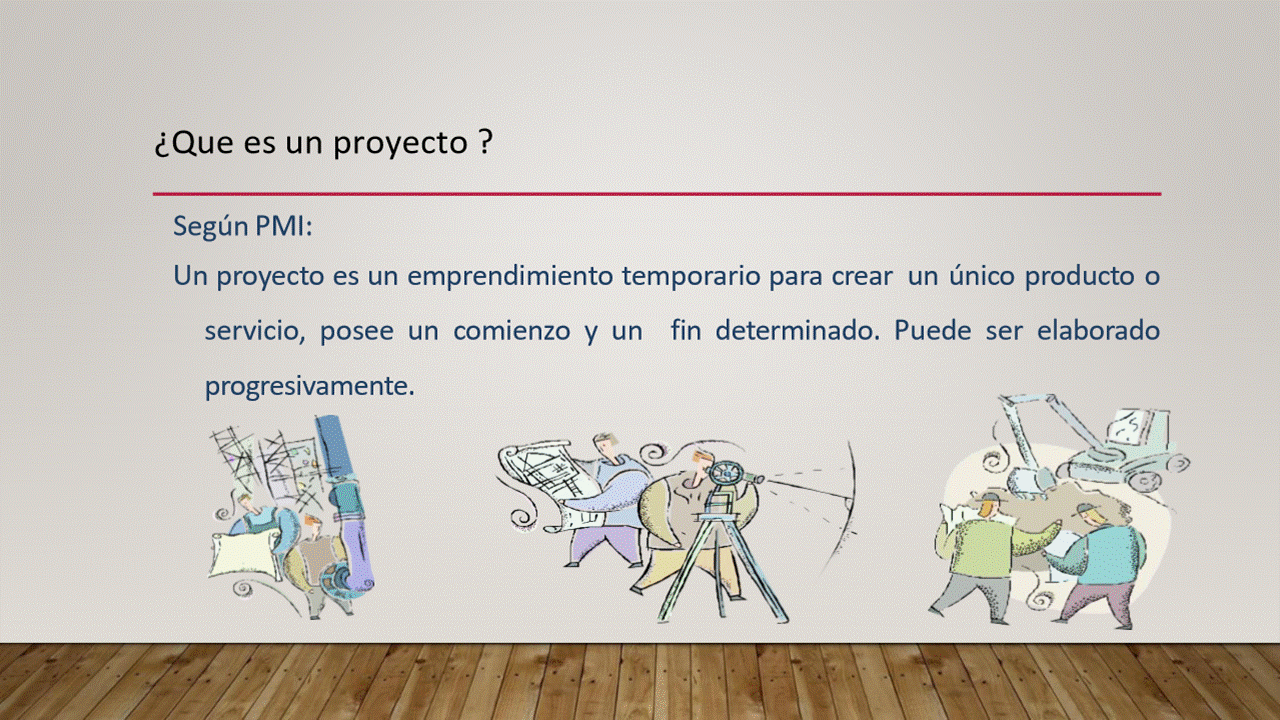 ¿Que es un proyecto ?
Según PMI:
Un proyecto es un emprendimiento temporario para crear un único producto o
servicio, posee un comienzo y un fin determinado. Puede ser elaborado
progresivamente.